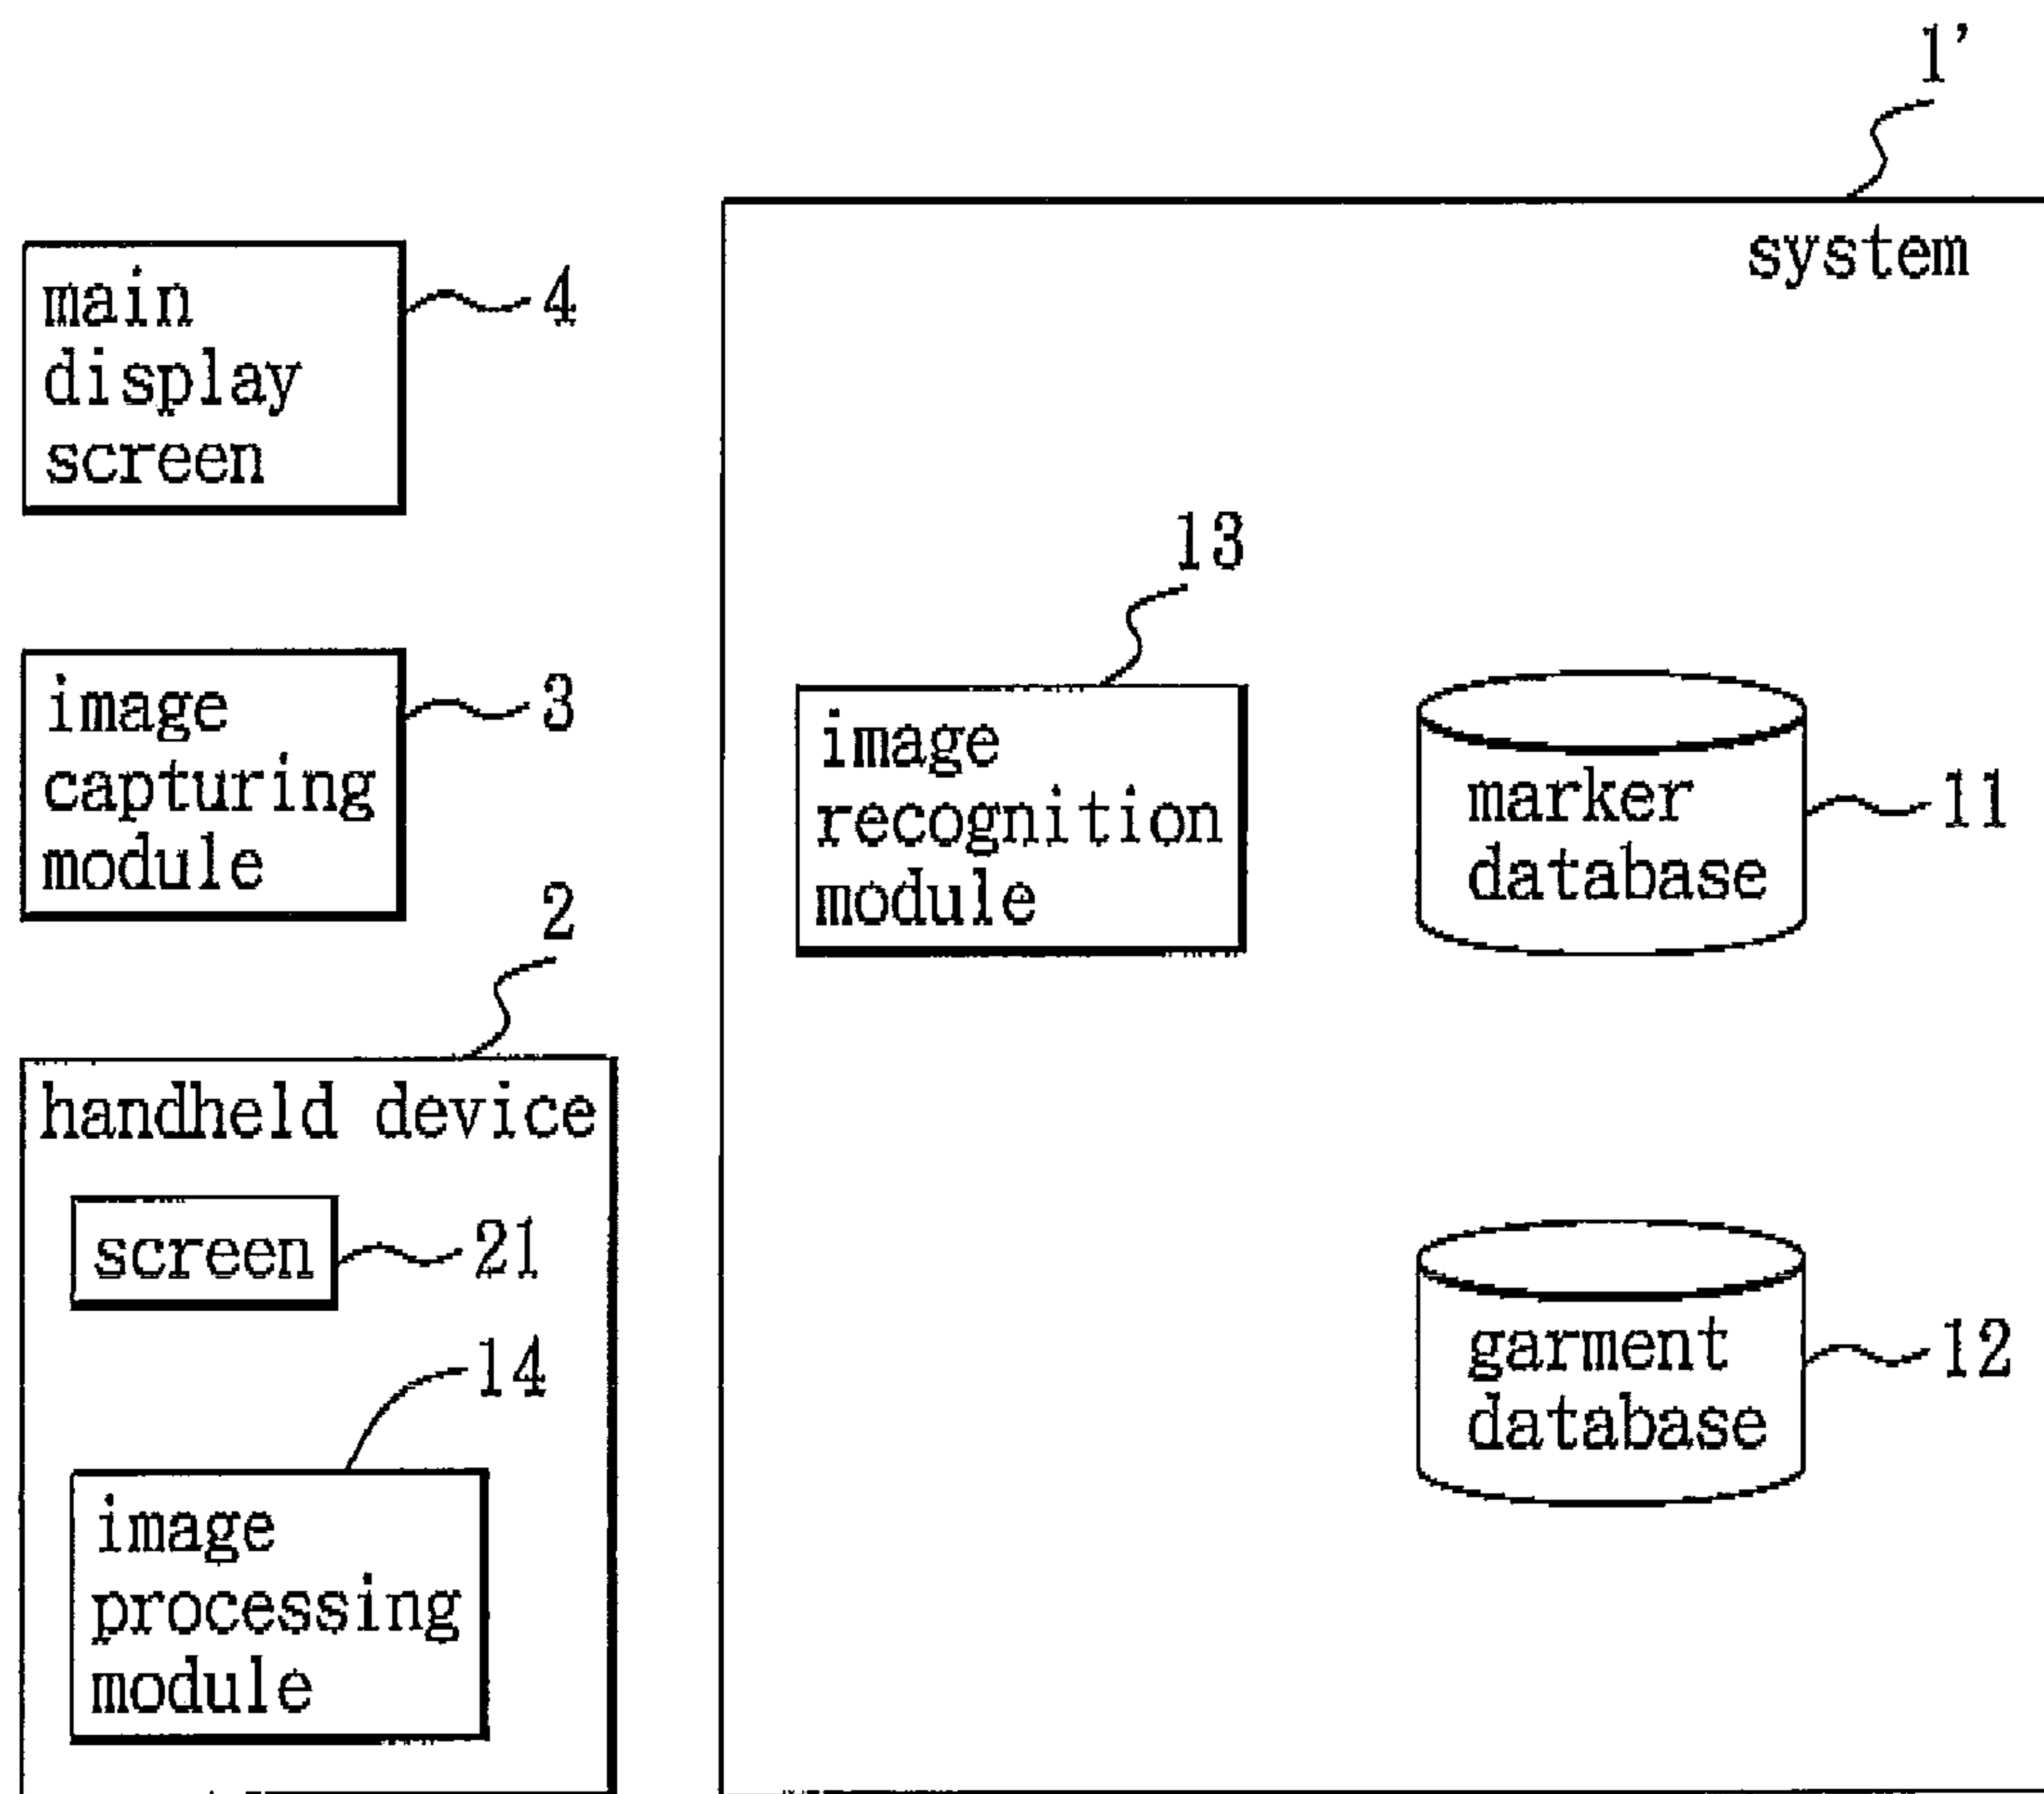 1’
system
main
display
screen
4
image
capturing
module
3
13
image
recognition
module
marker
database
11
2
handheld device
screen
21
14
image
processing
module
garment
database
12